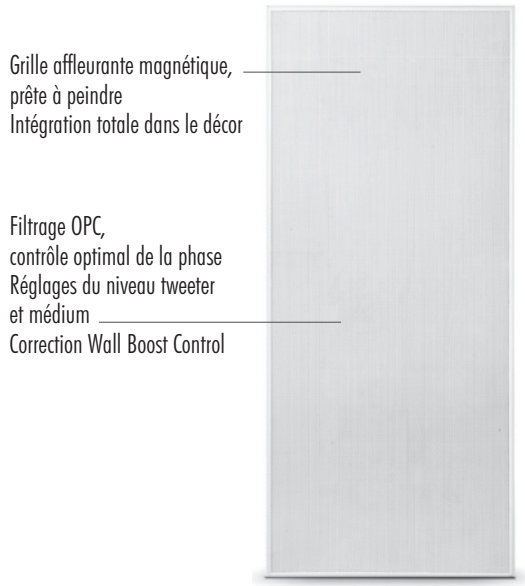 Grille affleurante magnétique,
prête à peindre
Intégration totale dans le décor
Filtrage OPC,
contrôle optimal de la phase
Réglages du niveau tweeter
et médium
Correction Wall Boost Control